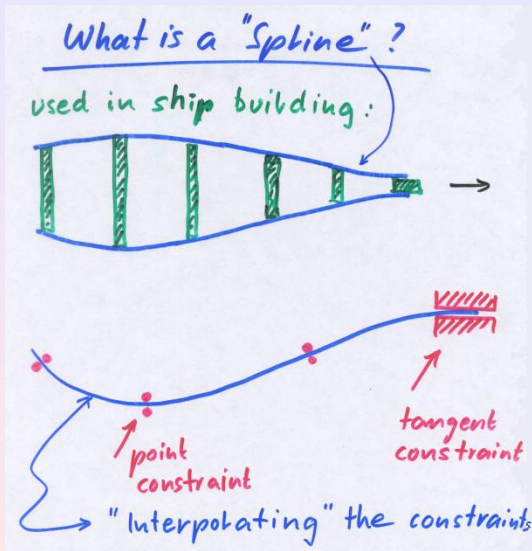 What is a "Spline" ?
used in ship building :
point
constraint
tangent
constraint
"Interpolating" the constraints